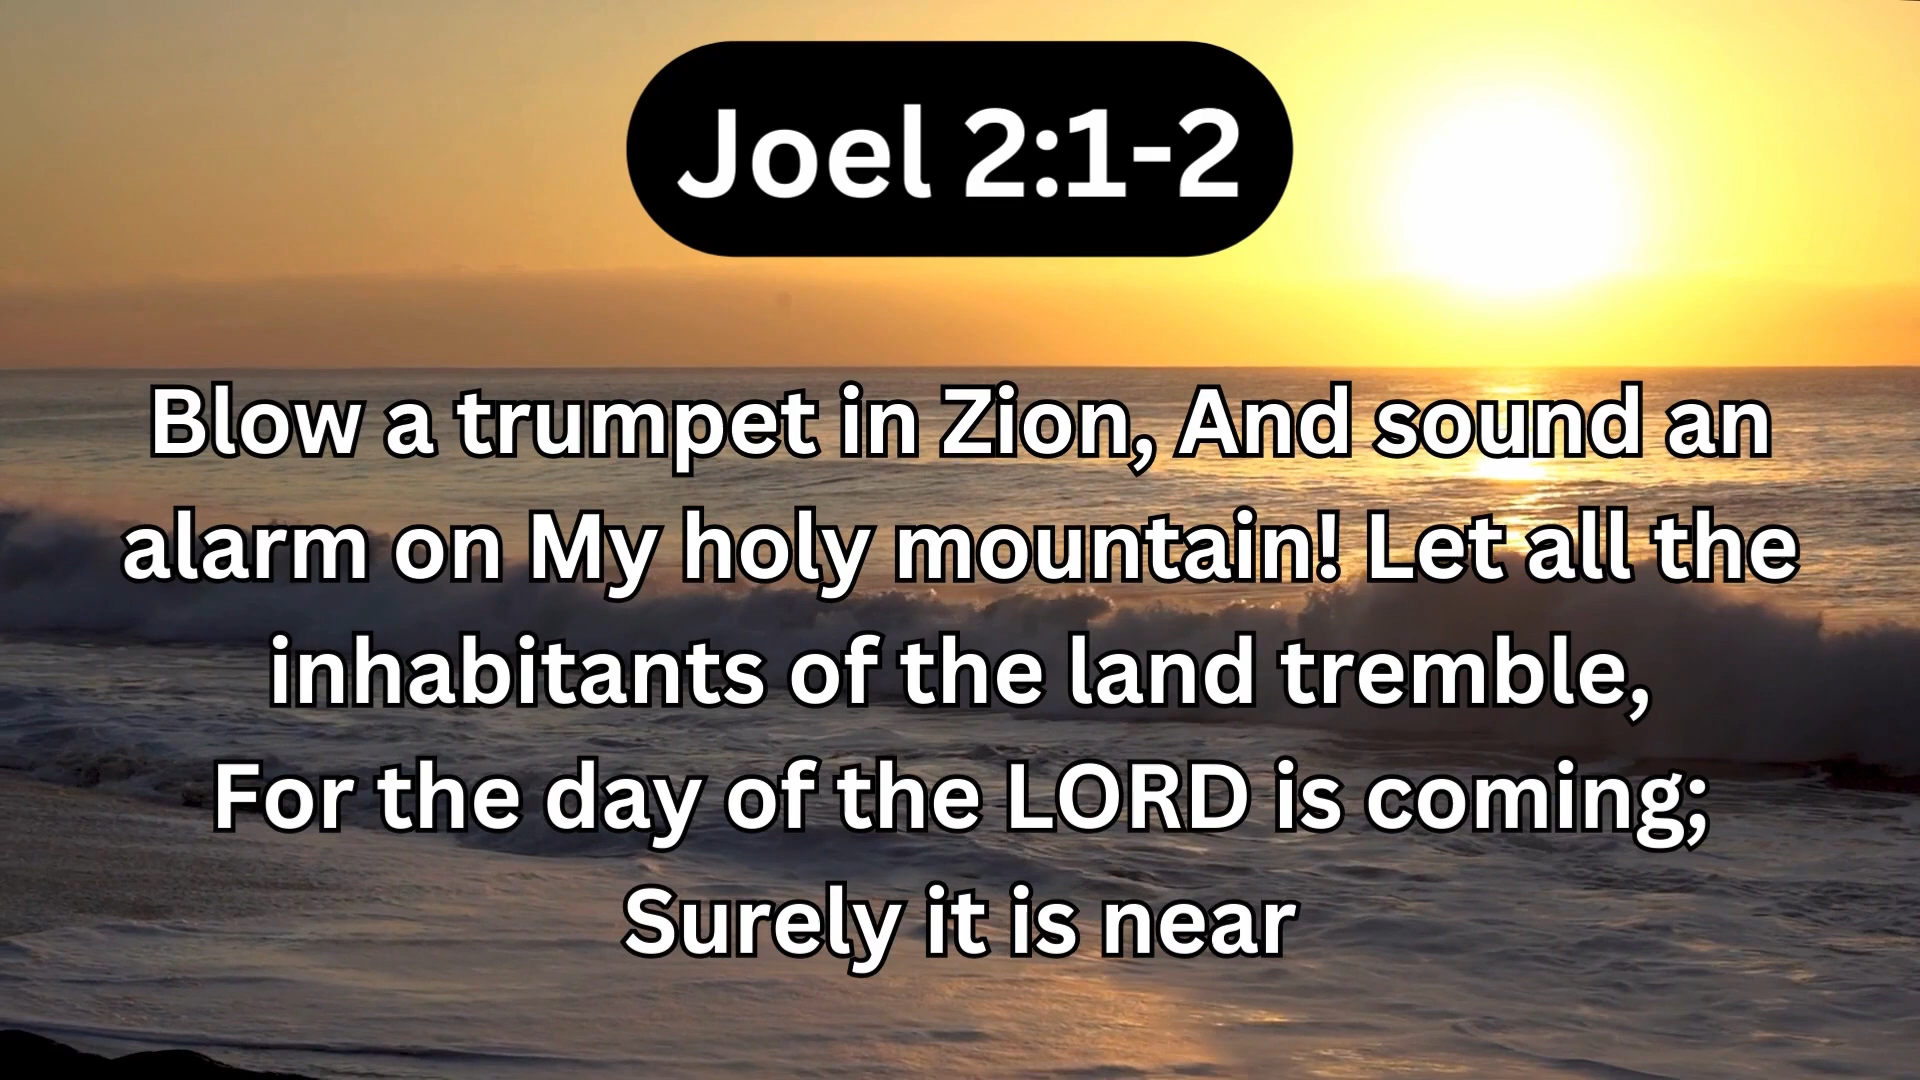 Joel 2:1-2
Blow a trumpet in Zion, And sound an
alarm on My holy mountain! Let all the
inhabitants of the land tremble,
For the day of the LORD is coming;
Surely it is near